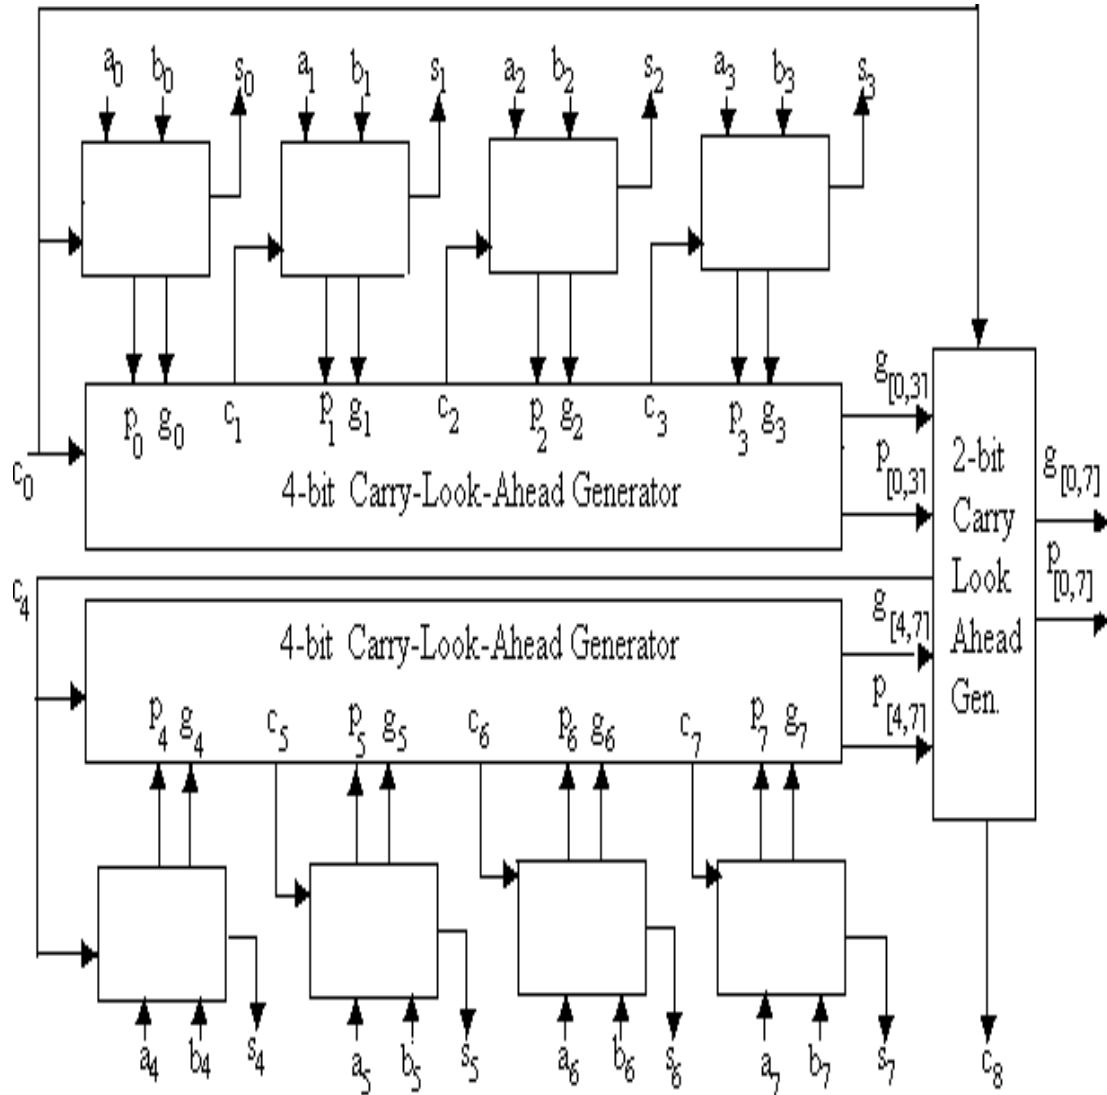 a0 b0 s0 a1 b1 s1 a2 b2 s2 a3 b3 s3
p0 g0 c1 p1 g1 c2 p2 g2 c3 p3 g3
c0
4-bit Carry-Look-Ahead Generator
g[0,3]
p[0,3]
2-bit
Carry
Look
Ahead
Gen.
g[0,7]
p[0,7]
c4
4-bit Carry-Look-Ahead Generator
g[4,7]
p[4,7]
p4 g4 c5 p5 g5 c6 p6 g6 c7 p7 g7
a4 b4 s4 a5 b5 s5 a6 b6 s6 a7 b7 s7 c8